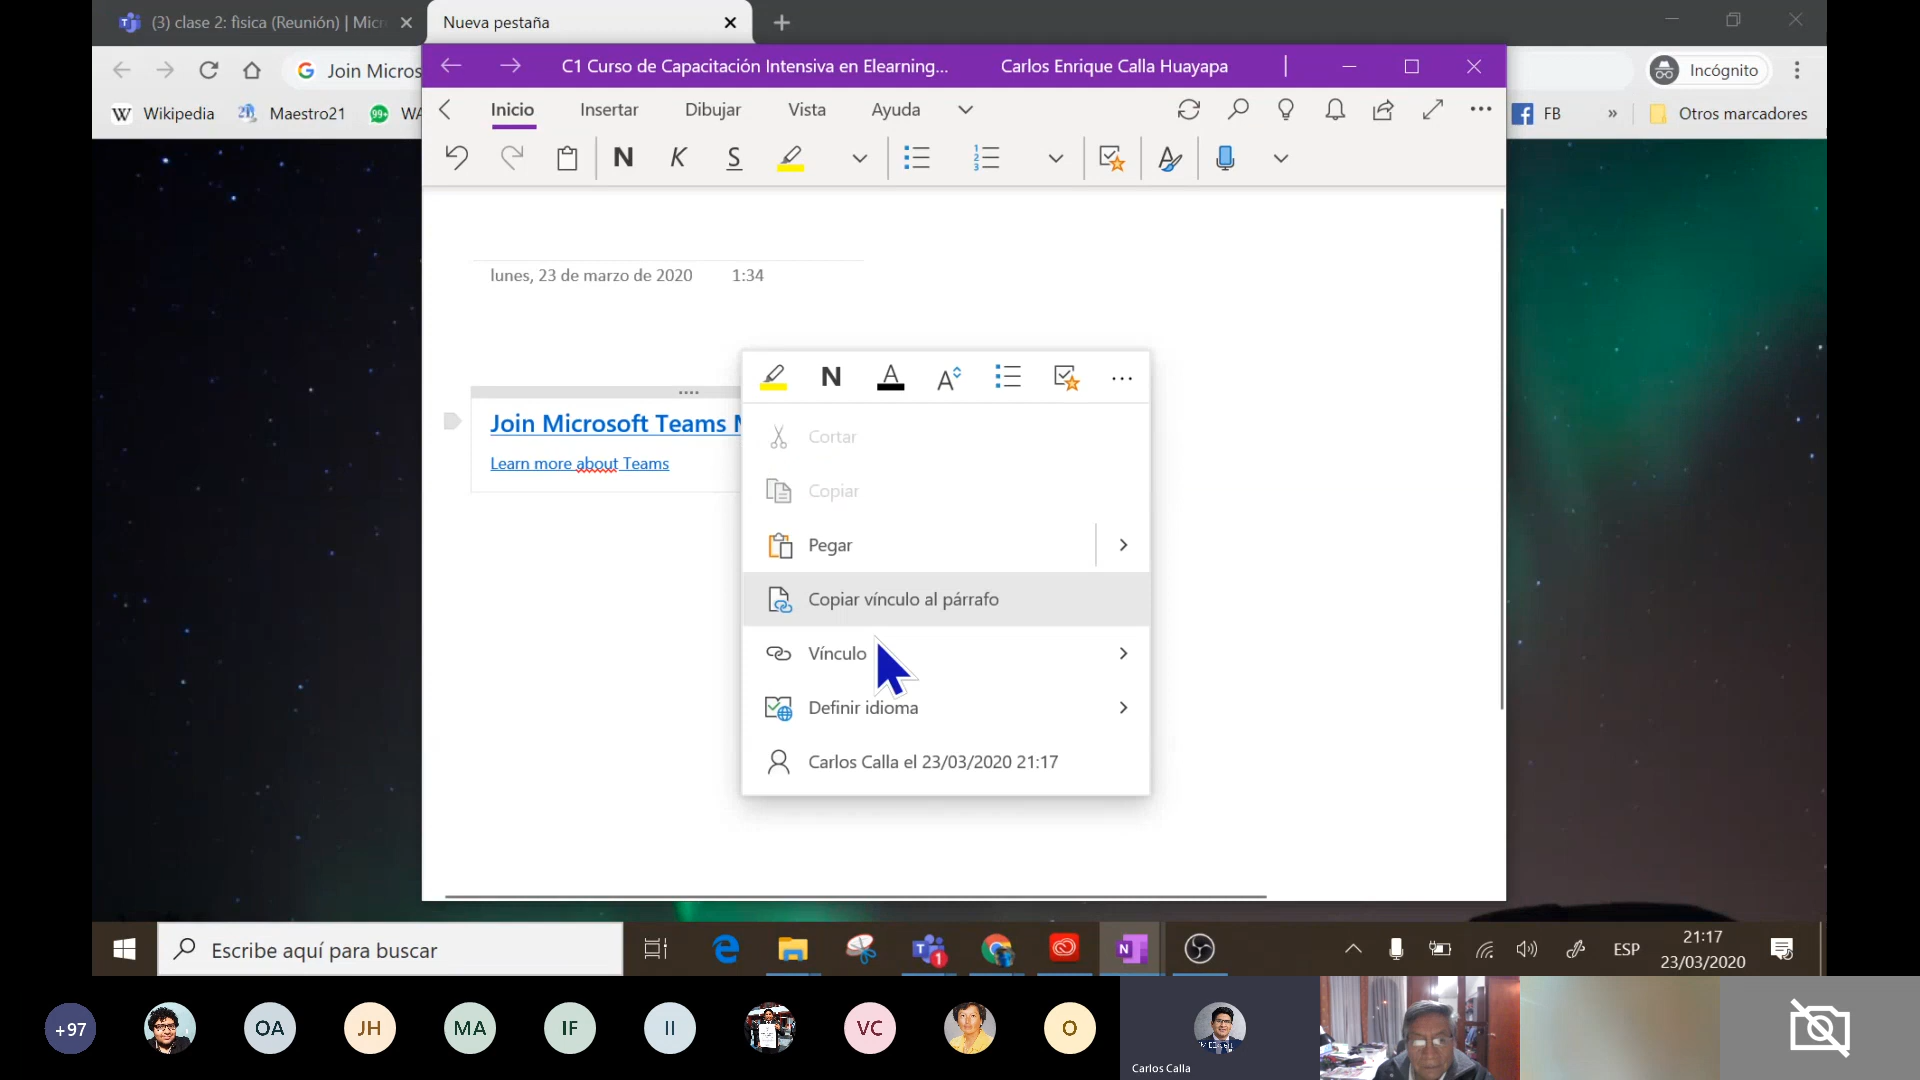 (3) clase 2: física (Reunión) | Micr
Nueva pestaña
Join Micros
C1 Curso de Capacitación Intensiva en Elearning...
Carlos Enrique Calla Huayapa
Incógnito
Wikipedia
Maestro21
99+
WA
Inicio
Insertar
Dibujar
Vista
Ayuda
FB
»
Otros marcadores
N K S
lunes, 23 de marzo de 2020 1:34
N A A
Join Microsoft Teams M
Learn more about Teams
Cortar
Copiar
Pegar
Copiar vínculo al párrafo
Vínculo
Definir idioma
Carlos Calla el 23/03/2020 21:17
Escribe aquí para buscar
1
ESP
21:17
23/03/2020
+97
OA
JH
MA
IF
II
VC
O
Carlos Calla